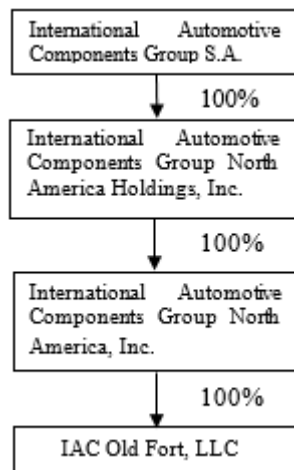 International Automotive
Components Group S.A.
100%
International Automotive
Components Group North
America Holdings, Inc.
100%
International Automotive
Components Group North
America, Inc.
100%
IAC Old Fort, LLC